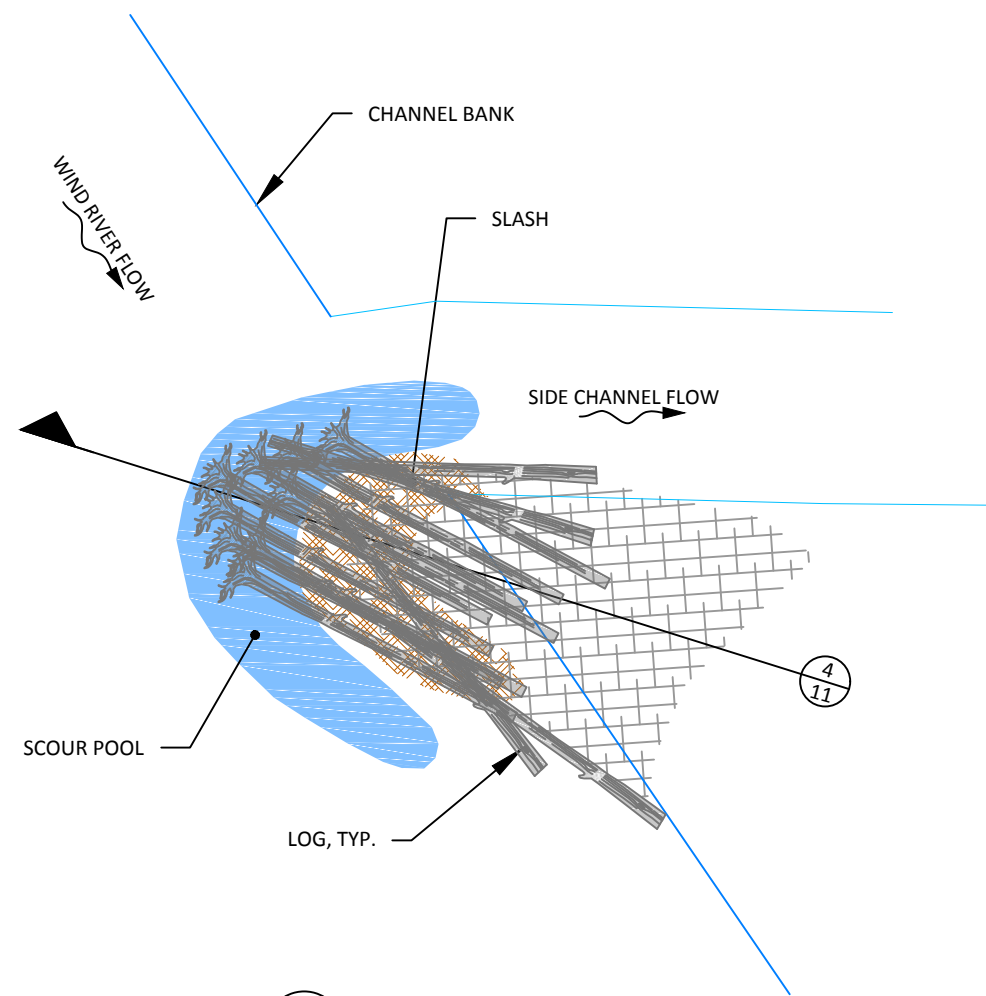 CHANNEL BANK
WIND RIVER FLOW
SLASH
SIDE CHANNEL FLOW
4
11
SCOUR POOL
LOG, TYP.